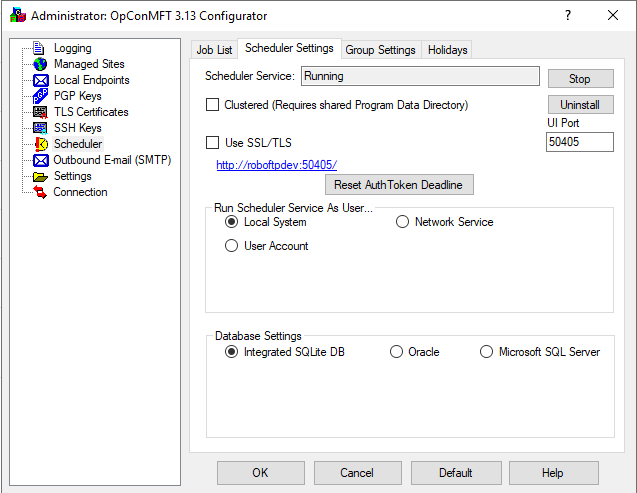 Administrator: OpConMFT 3.13 Configurator
?
Logging
Managed Sites
Local Endpoints
PGP Keys
TLS Certificates
SSH Keys
Scheduler
Outbound E-mail (SMTP)
Settings
Connection
Job List Scheduler Settings Group Settings Holidays
Scheduler Service: Running Stop
Clustered (Requires shared Program Data Directory) Uninstall
UI Port
Use SSL/TLS 50405
http://roboftpdev:50405/
Reset AuthToken Deadline
Run Scheduler Service As User...
Local System Network Service
User Account
Database Settings
Integrated SQLite DB Oracle Microsoft SQL Server
OK Cancel Default Help